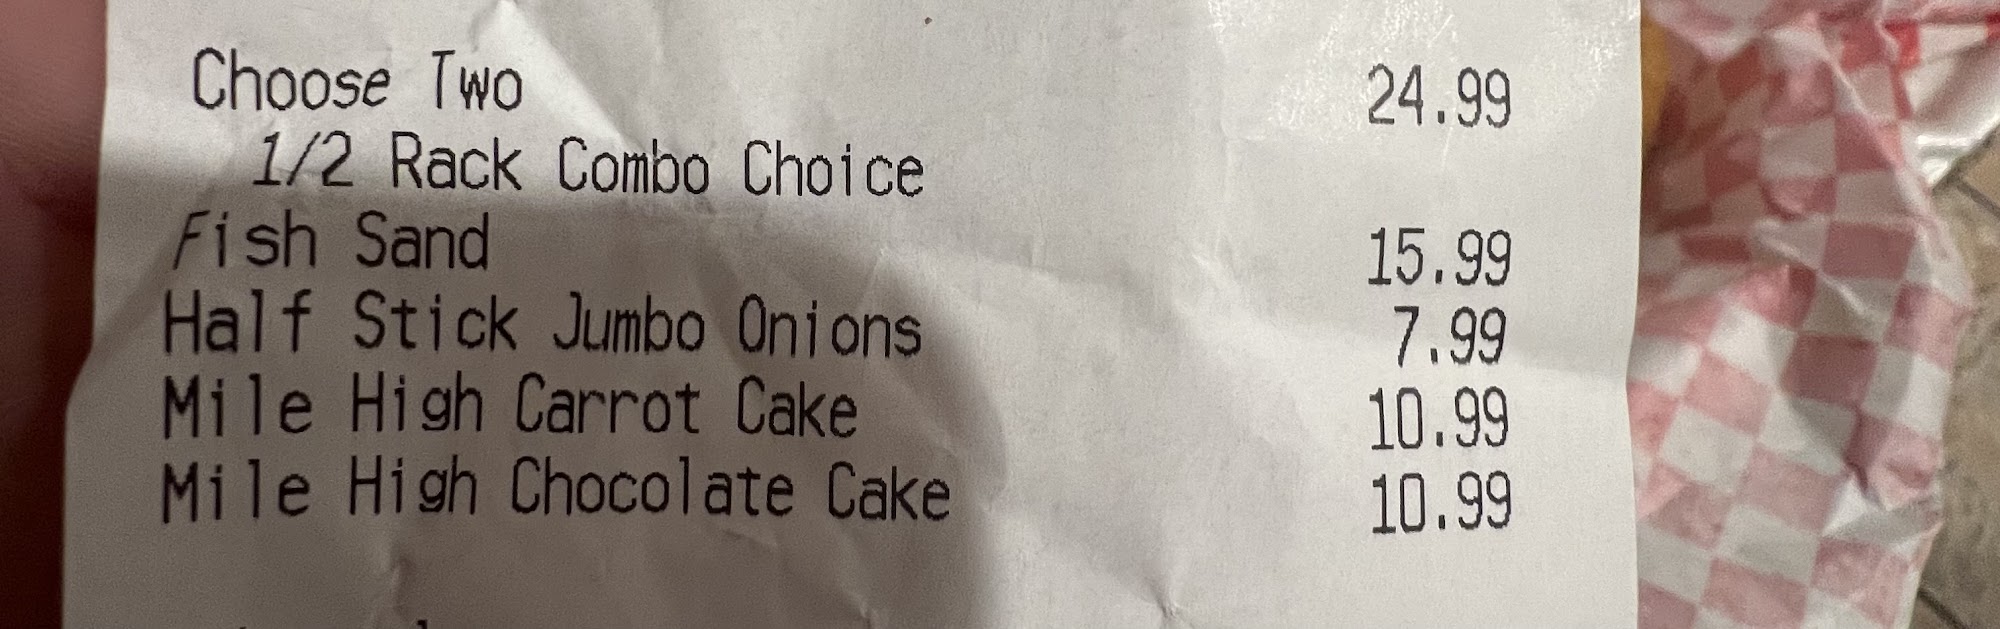 Choose Two 24.99
1/2 Rack Combo Choice
Fish Sand 15.99
Half Stick Jumbo Onions 7.99
Mile High Carrot Cake 10.99
Mile High Chocolate Cake 10.99